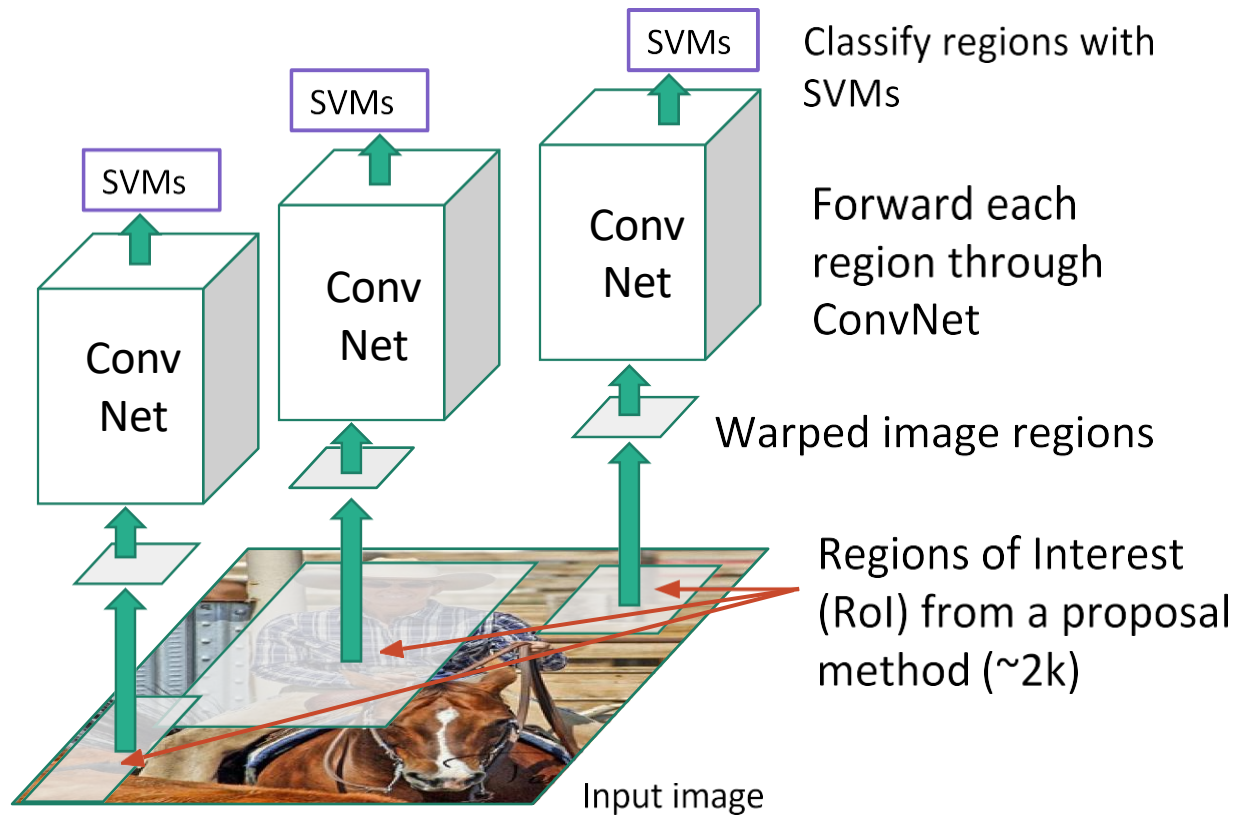 SVMs
Classify regions with
SVMs
SVMs
SVMs
Forward each
region through
ConvNet
Conv
Net
Conv
Net
Conv
Net
Warped image regions
Regions of Interest
(RoI) from a proposal
method (~2k)
Input image